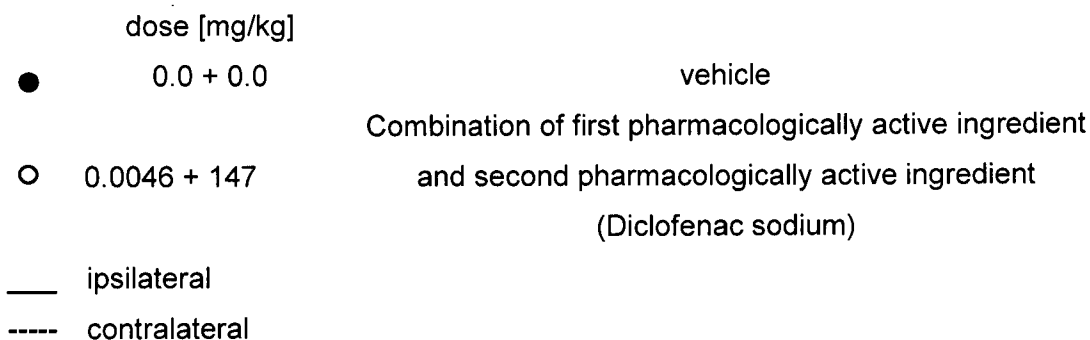 dose [mg/kg]
● 0.0 + 0.0 vehicle
Combination of first pharmacologically active ingredient
○ 0.0046 + 147 and second pharmacologically active ingredient
(Diclofenac sodium)
___ ipsilateral
----- contralateral